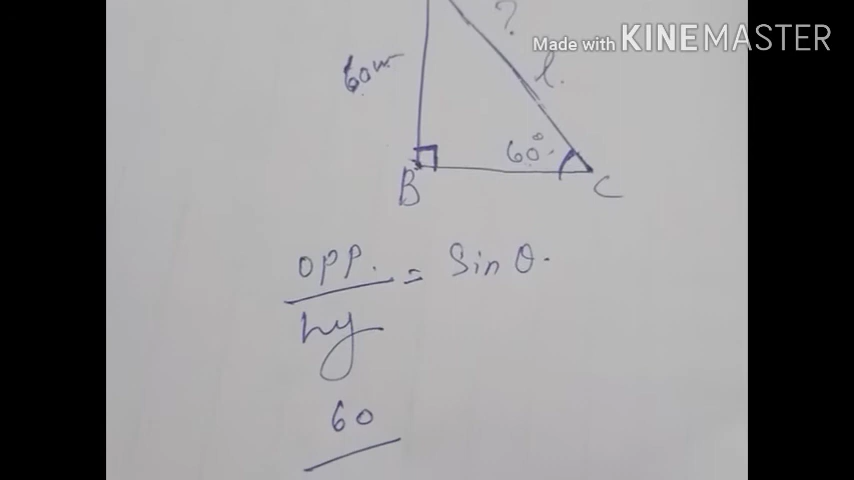 ?
Made with KINEMASTER
60m
l.
60°.
B
C
opp. = Sin θ.
hy
60